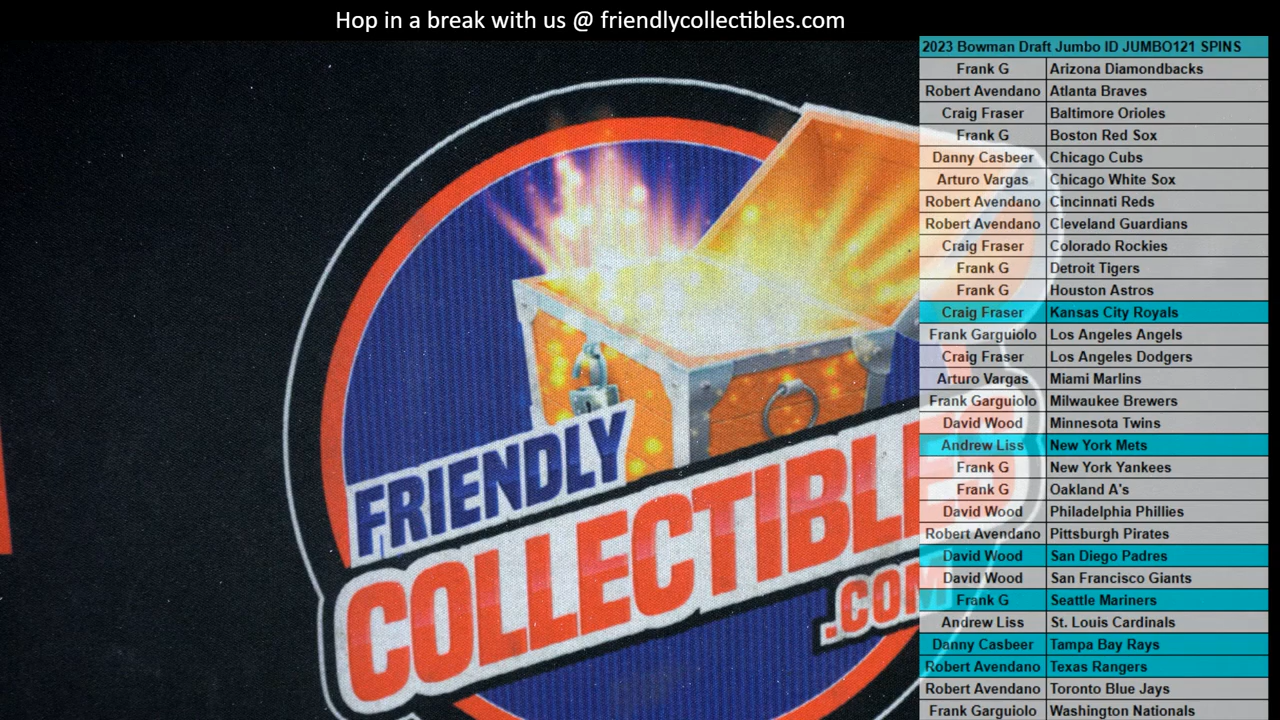 Hop in a break with us @ friendlycollectibles.com
2023 Bowman Draft Jumbo ID JUMBO121 SPINS
Frank G Arizona Diamondbacks
Robert Avendano Atlanta Braves
Craig Fraser Baltimore Orioles
Frank G Boston Red Sox
Danny Casbeer Chicago Cubs
Arturo Vargas Chicago White Sox
Robert Avendano Cincinnati Reds
Robert Avendano Cleveland Guardians
Craig Fraser Colorado Rockies
Frank G Detroit Tigers
Frank G Houston Astros
Craig Fraser Kansas City Royals
Frank Garguiolo Los Angeles Angels
Craig Fraser Los Angeles Dodgers
Arturo Vargas Miami Marlins
Frank Garguiolo Milwaukee Brewers
David Wood Minnesota Twins
Andrew Liss New York Mets
Frank G New York Yankees
Frank G Oakland A's
David Wood Philadelphia Phillies
Robert Avendano Pittsburgh Pirates
David Wood San Diego Padres
David Wood San Francisco Giants
Frank G Seattle Mariners
Andrew Liss St. Louis Cardinals
Danny Casbeer Tampa Bay Rays
Robert Avendano Texas Rangers
Robert Avendano Toronto Blue Jays
Frank Garguiolo Washington Nationals
FRIENDLY
COLLECTIBLES
.COM